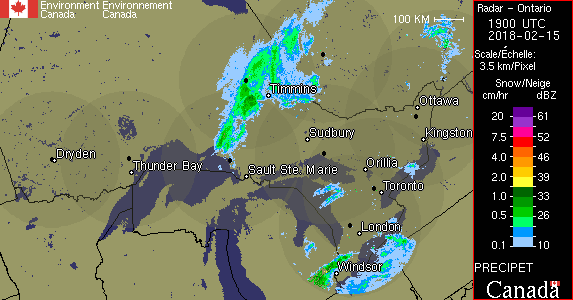 Environment Environnement
Canada Canada
100 KM
Timmins
Ottawa
Sudbury
Kingston
Dryden
Thunder Bay
Sault Ste. Marie
Orillia
Toronto
London
Windsor
Radar - Ontario
1900 UTC
2018-02-15
Scale/Échelle:
3.5 km/Pixel
Snow/Neige
cm/hr dBZ
20 61
7.5 57
5.5 52
4.0 46
2.0 39
1.0 33
0.5 26
0.1 10
PRECIPET
Canada